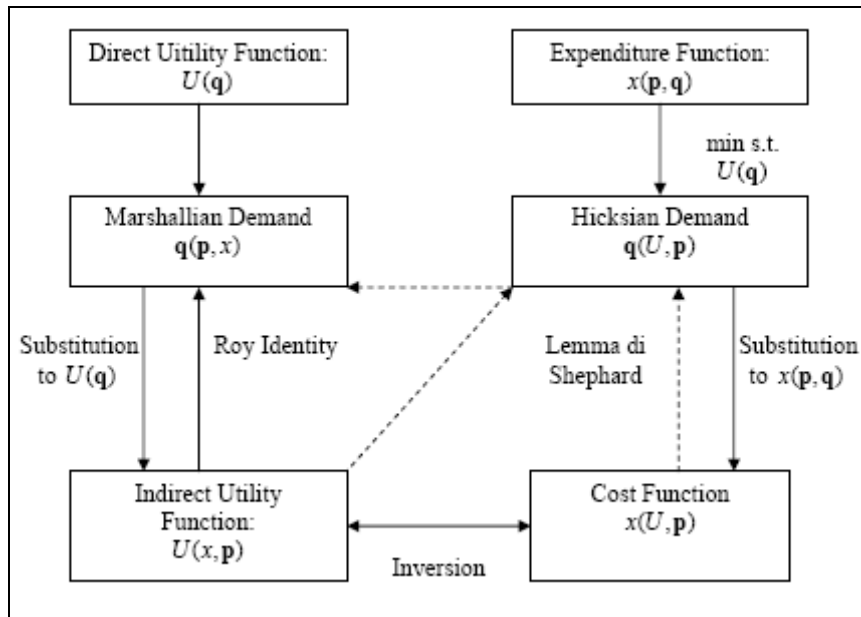 Direct Uitility Function:
U(q)
Expenditure Function:
x(p,q)
min s.t.
U(q)
Marshallian Demand
q(p,x)
Hicksian Demand
q(U,p)
Substitution
to U(q)
Roy Identity
Lemma di
Shephard
Substitution
to x(p,q)
Indirect Utility
Function:
U(x,p)
Cost Function
x(U,p)
Inversion